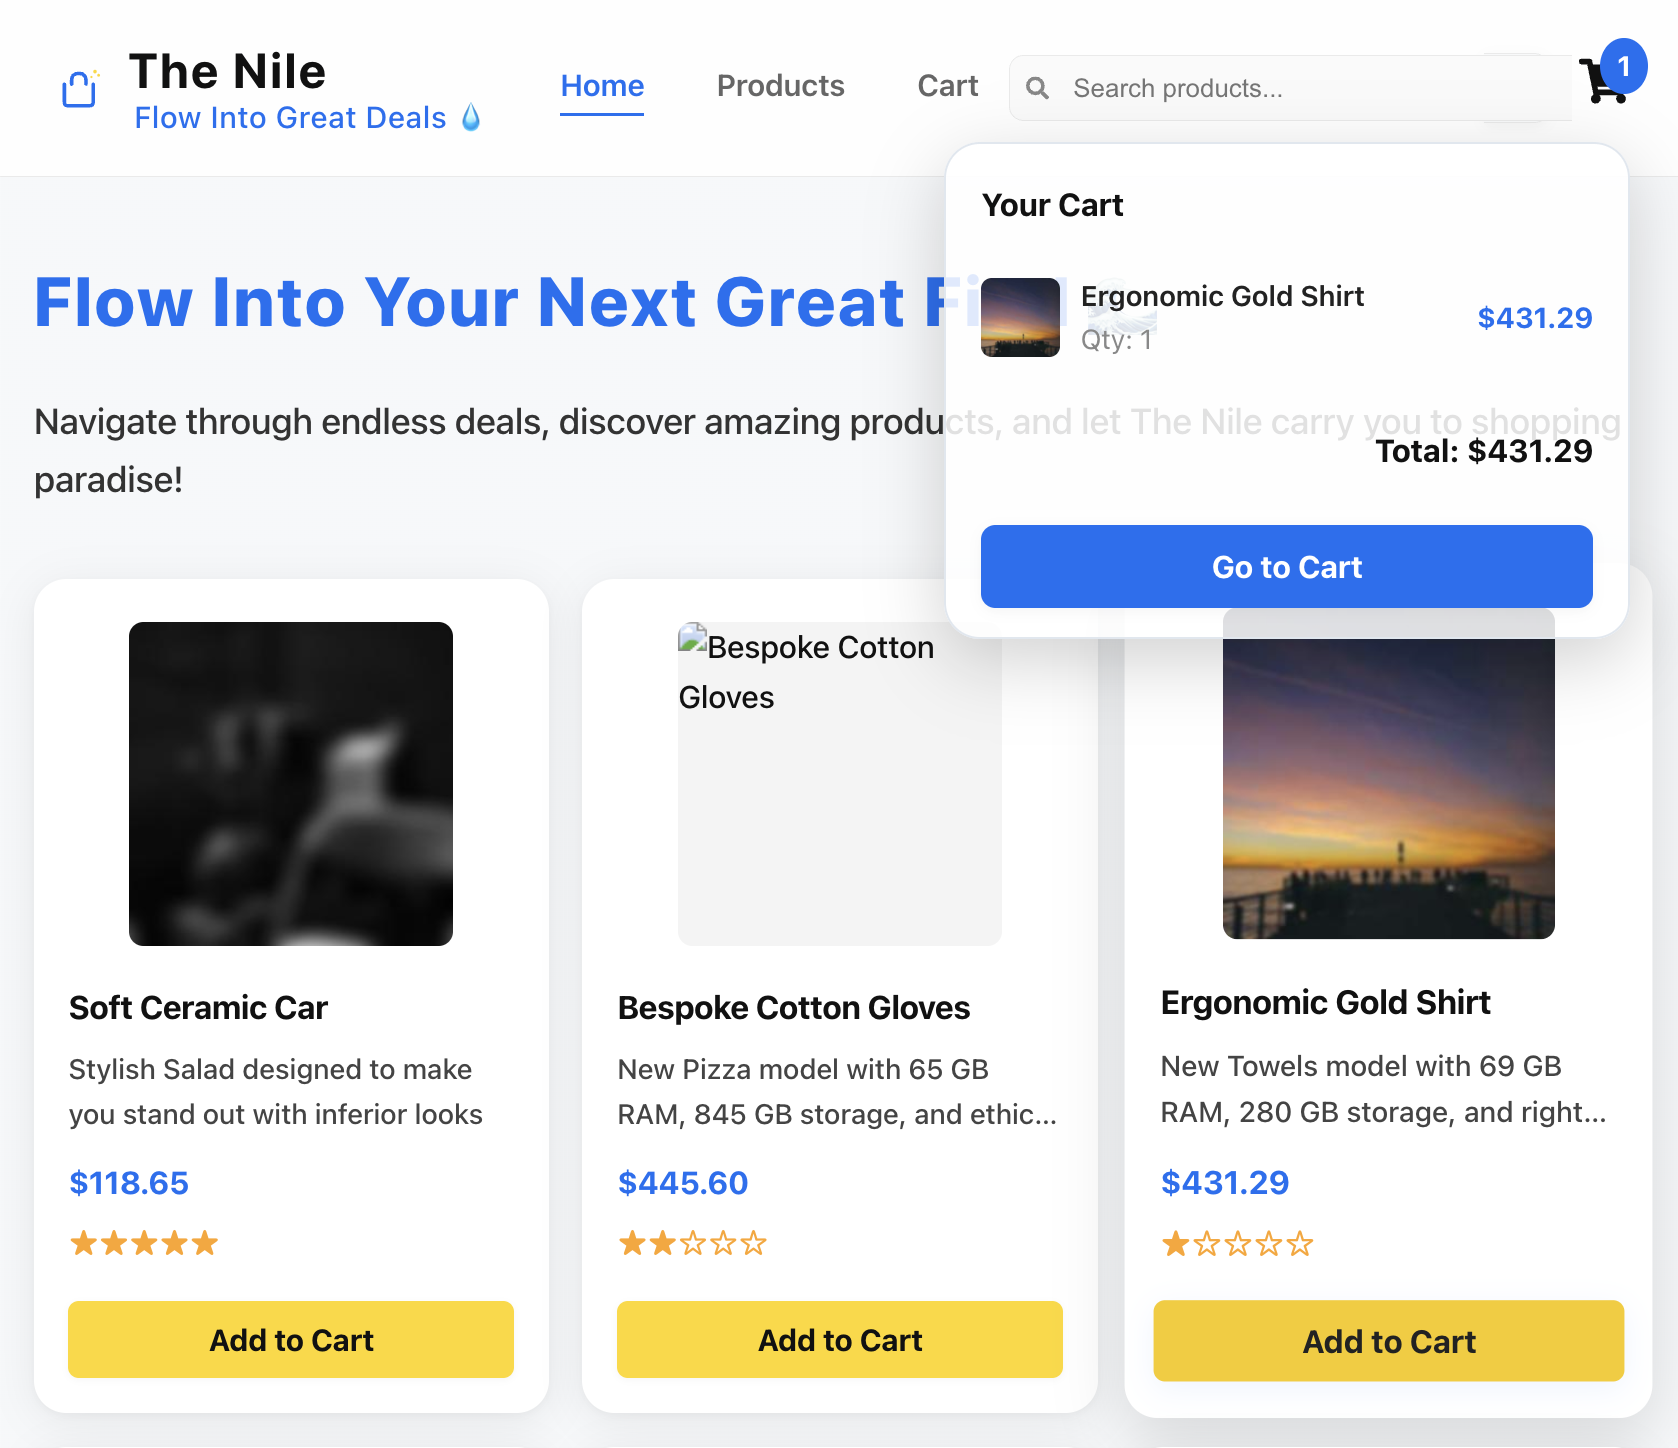 The Nile
Flow Into Great Deals 💧
Home
Products
Cart
Search products...
1
Your Cart
Ergonomic Gold Shirt
Qty: 1
$431.29
Total: $431.29
Go to Cart
Flow Into Your Next Great Find 🌊
Navigate through endless deals, discover amazing products, and let The Nile carry you to shopping
paradise!
Bespoke Cotton
Gloves
Soft Ceramic Car
Stylish Salad designed to make
you stand out with inferior looks
$118.65
★★★★★
Add to Cart
Bespoke Cotton Gloves
New Pizza model with 65 GB
RAM, 845 GB storage, and ethic...
$445.60
★★☆☆☆
Add to Cart
Ergonomic Gold Shirt
New Towels model with 69 GB
RAM, 280 GB storage, and right...
$431.29
★☆☆☆☆
Add to Cart